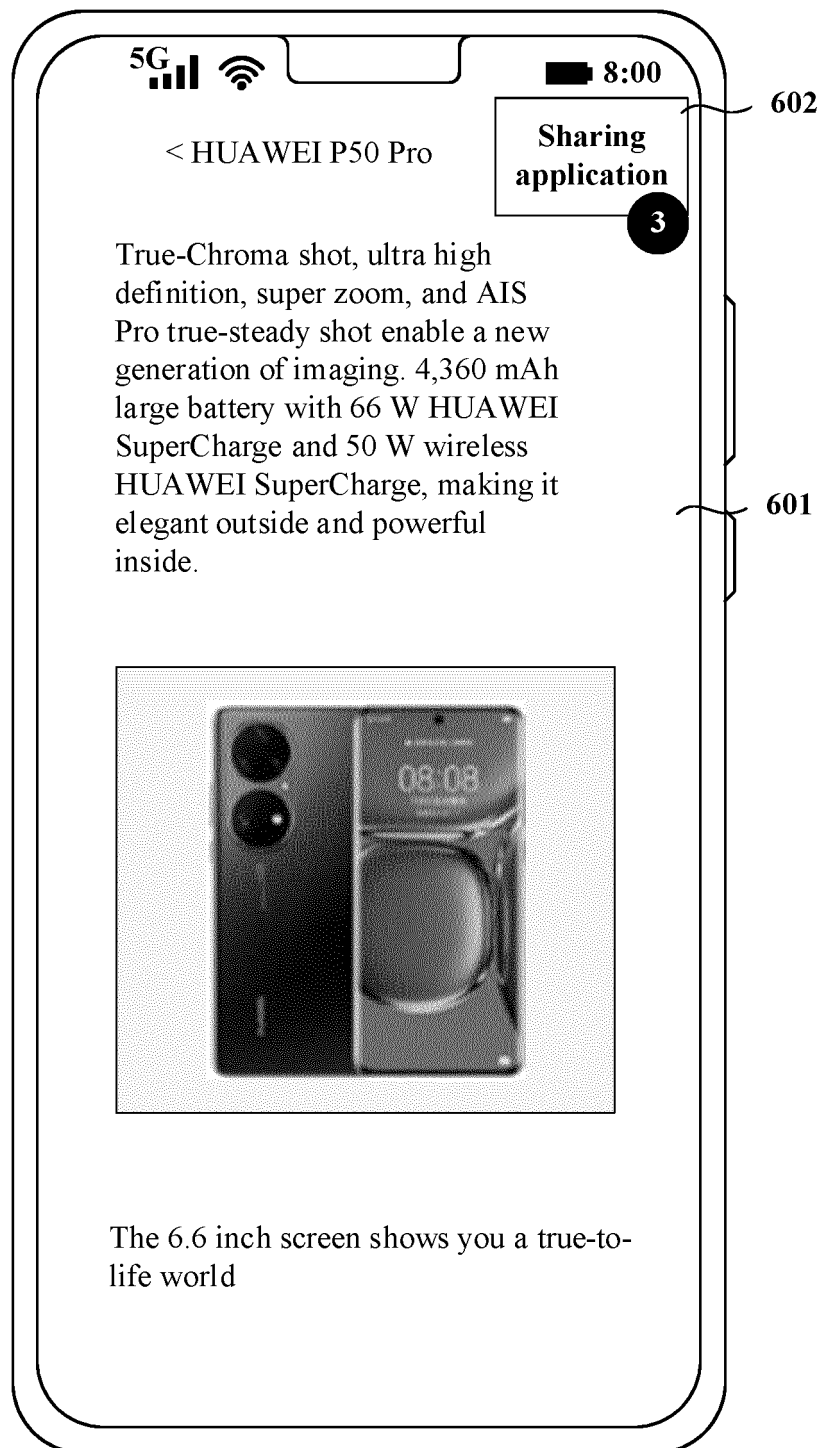 5G
8:00
602
Sharing
application
< HUAWEI P50 Pro
3
True-Chroma shot, ultra high
definition, super zoom, and AIS
Pro true-steady shot enable a new
generation of imaging. 4,360 mAh
large battery with 66 W HUAWEI
SuperCharge and 50 W wireless
HUAWEI SuperCharge, making it
elegant outside and powerful
inside.
601
08:08
The 6.6 inch screen shows you a true-to-
life world